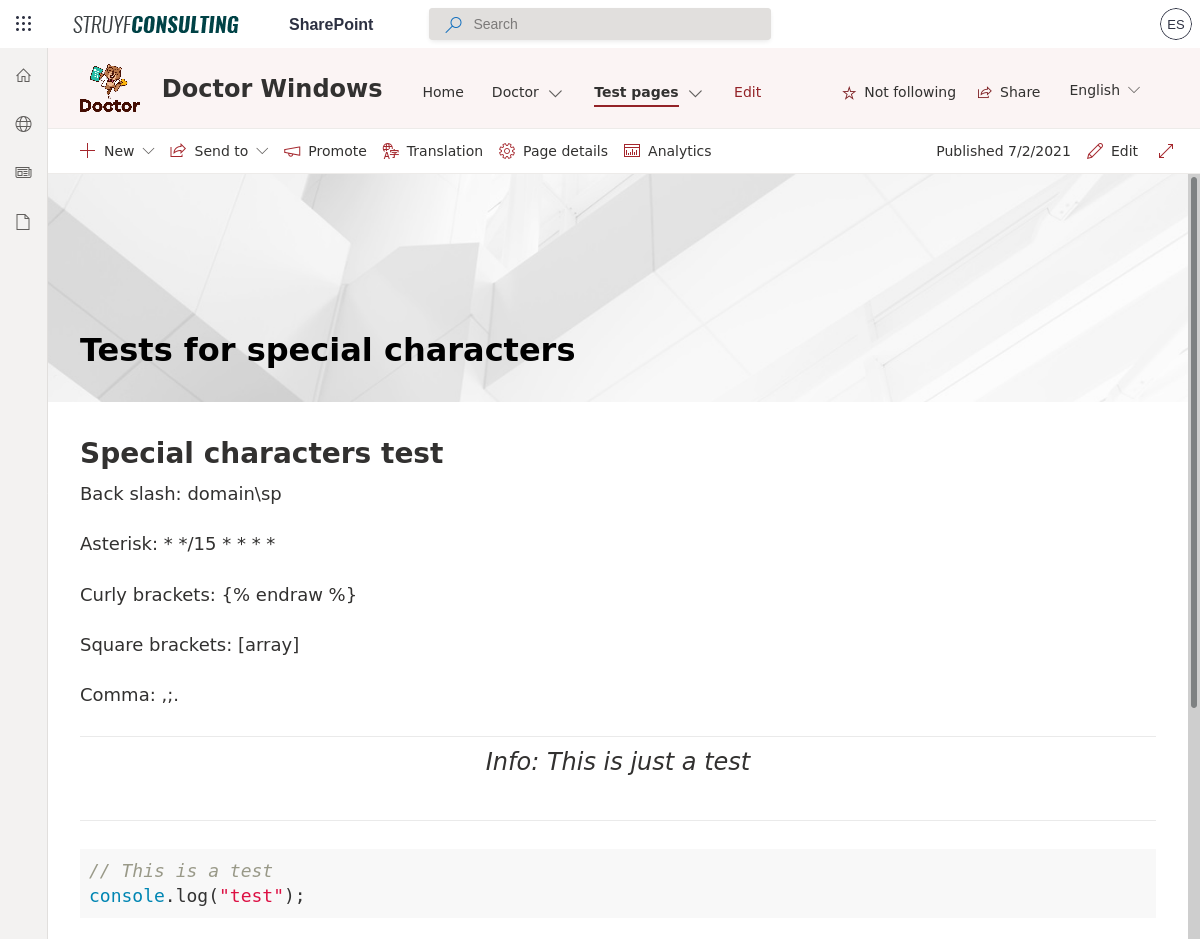 STRUYFCONSULTING SharePoint Search ES
Doctor Doctor Windows Home Doctor Test pages Edit Not following Share English
New Send to Promote Translation Page details Analytics Published 7/2/2021 Edit
Tests for special characters
Special characters test
Back slash: domain\sp
Asterisk: * */15 * * * *
Curly brackets: {% endraw %}
Square brackets: [array]
Comma: ,;.
Info: This is just a test
// This is a test
console.log("test");